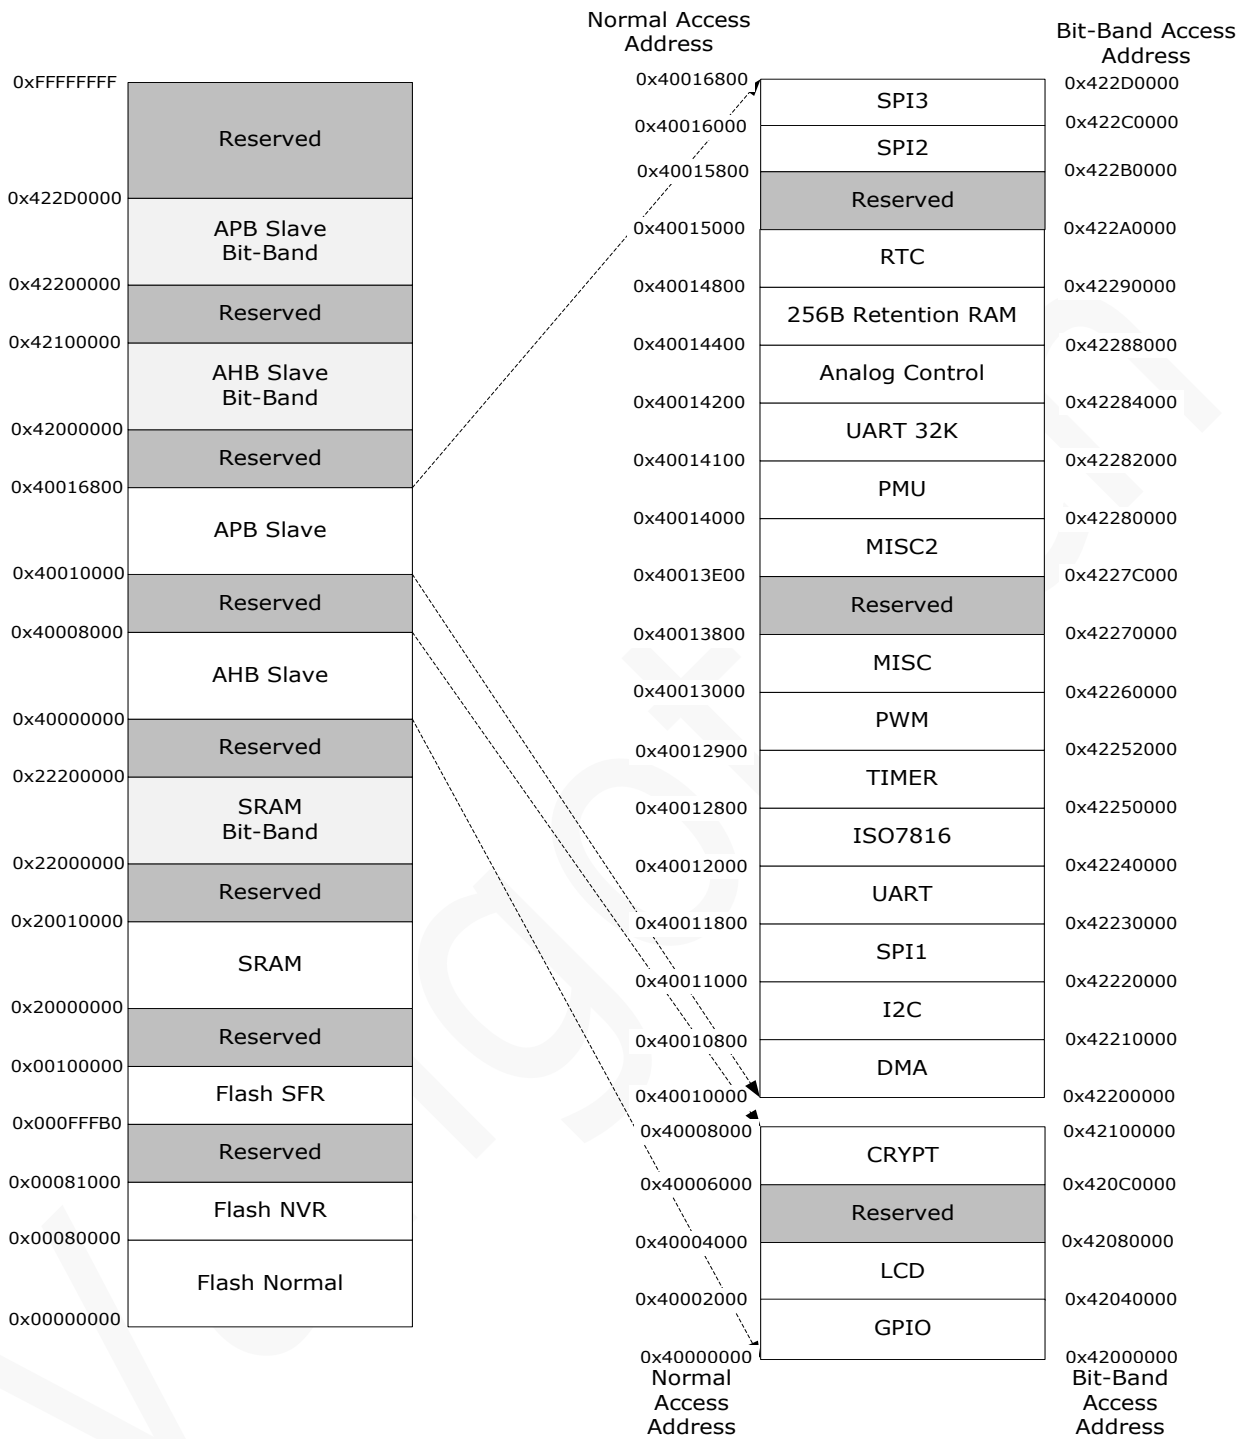 Normal Access
Address
Bit-Band Access
Address
0xFFFFFFFF
Reserved
0x422D0000
APB Slave
Bit-Band
0x42200000
Reserved
0x42100000
AHB Slave
Bit-Band
0x42000000
Reserved
0x40016800
APB Slave
0x40010000
Reserved
0x40008000
AHB Slave
0x40000000
Reserved
0x22200000
SRAM
Bit-Band
0x22000000
Reserved
0x20010000
SRAM
0x20000000
Reserved
0x00100000
Flash SFR
0x000FFFB0
Reserved
0x00081000
Flash NVR
0x00080000
Flash Normal
0x00000000
0x40016800 0x422D0000
SPI3
0x40016000 0x422C0000
SPI2
0x40015800 0x422B0000
Reserved
0x40015000 0x422A0000
RTC
0x40014800 0x42290000
256B Retention RAM
0x40014400 0x42288000
Analog Control
0x40014200 0x42284000
UART 32K
0x40014100 0x42282000
PMU
0x40014000 0x42280000
MISC2
0x40013E00 0x4227C000
Reserved
0x40013800 0x42270000
MISC
0x40013000 0x42260000
PWM
0x40012900 0x42252000
TIMER
0x40012800 0x42250000
ISO7816
0x40012000 0x42240000
UART
0x40011800 0x42230000
SPI1
0x40011000 0x42220000
I2C
0x40010800 0x42210000
DMA
0x40010000 0x42200000
0x40008000 0x42100000
CRYPT
0x40006000 0x420C0000
Reserved
0x40004000 0x42080000
LCD
0x40002000 0x42040000
GPIO
0x40000000 0x42000000
Normal
Access
Address
Bit-Band
Access
Address